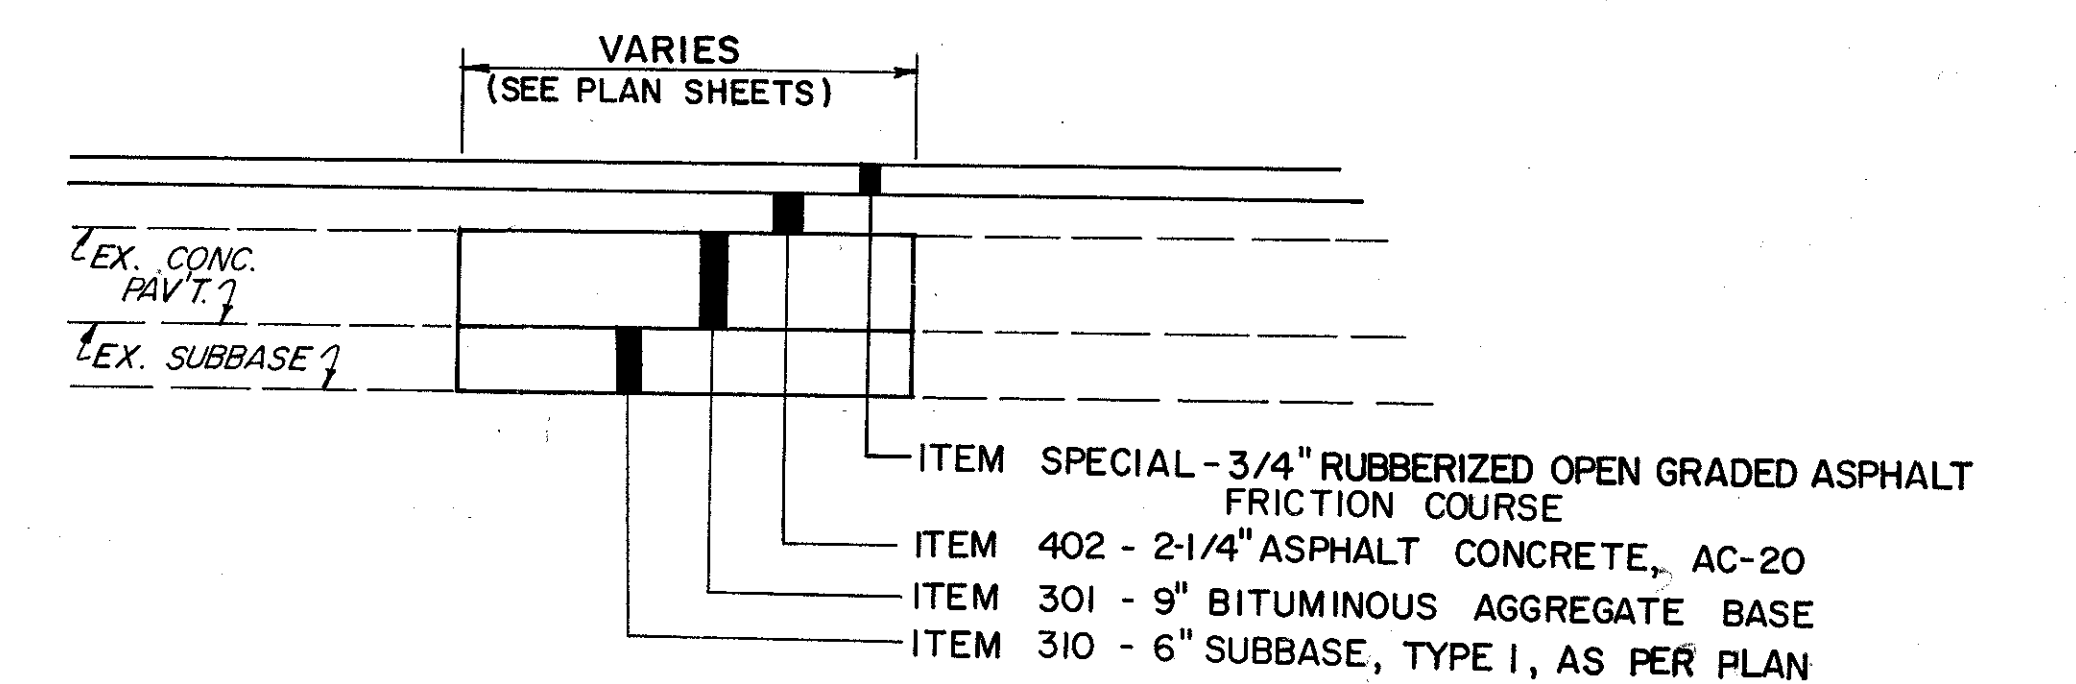 VARIES
(SEE PLAN SHEETS)
EX. CONC.
PAV'T.
EX. SUBBASE
ITEM SPECIAL - 3/4" RUBBERIZED OPEN GRADED ASPHALT
FRICTION COURSE
ITEM 402 - 2-1/4" ASPHALT CONCRETE, AC-20
ITEM 301 - 9" BITUMINOUS AGGREGATE BASE
ITEM 310 - 6" SUBBASE, TYPE I, AS PER PLAN